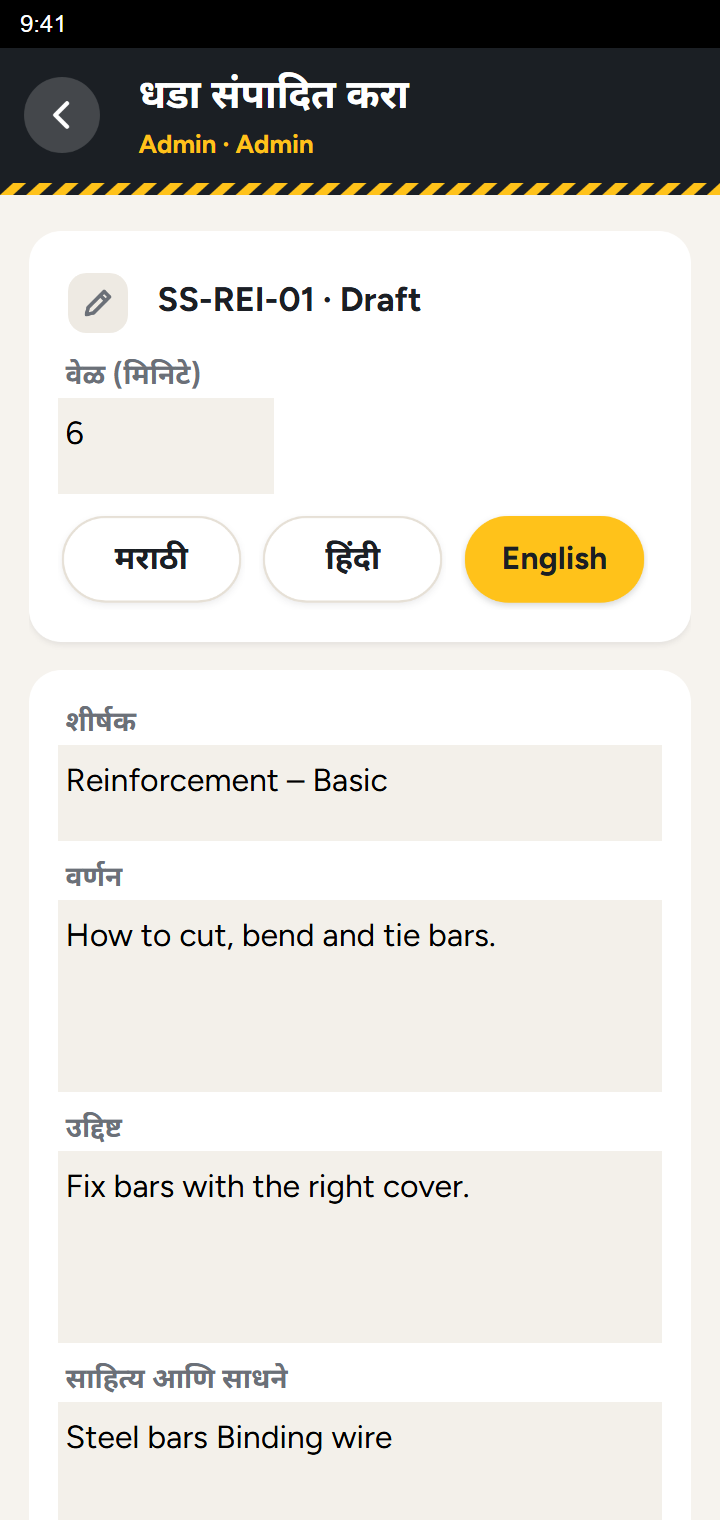 9:41
धडा संपादित करा
Admin · Admin
SS-REI-01 · Draft
वेळ (मिनिटे)
6
मराठी
हिंदी
English
शीर्षक
Reinforcement – Basic
वर्णन
How to cut, bend and tie bars.
उद्दिष्ट
Fix bars with the right cover.
साहित्य आणि साधने
Steel bars Binding wire